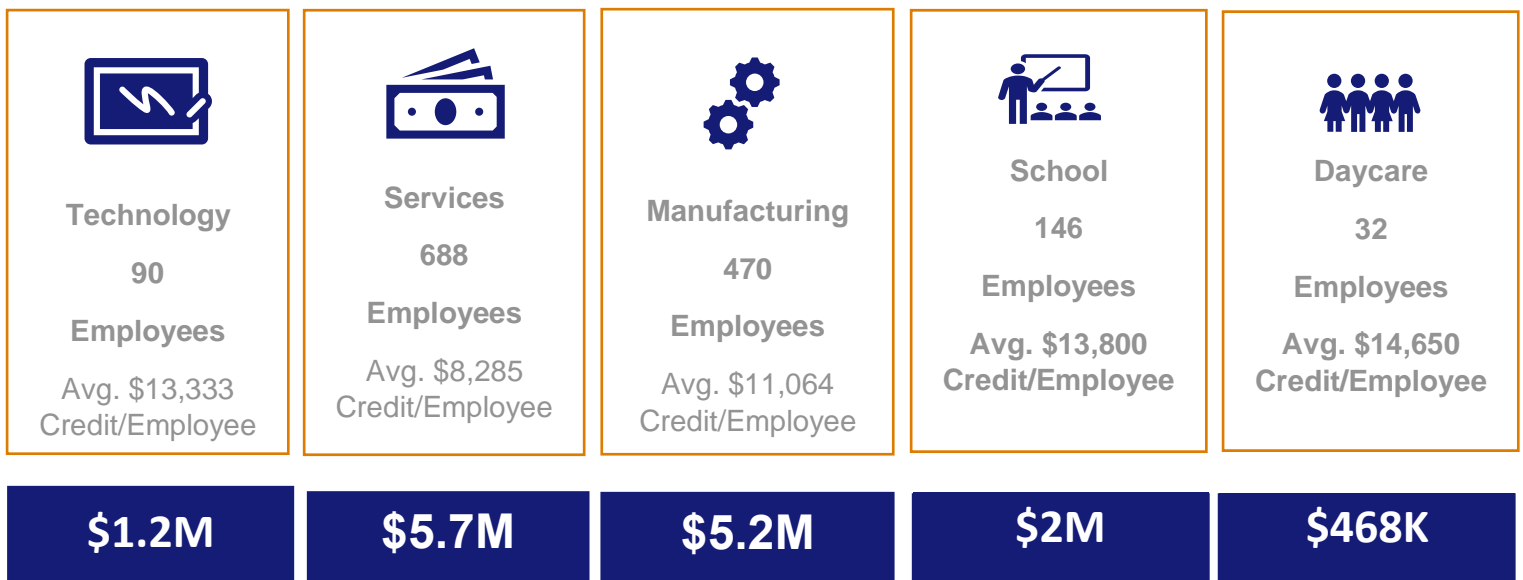 Technology
90
Employees
Avg. $13,333
Credit/Employee
$1.2M
Services
688
Employees
Avg. $8,285
Credit/Employee
$5.7M
Manufacturing
470
Employees
Avg. $11,064
Credit/Employee
$5.2M
School
146
Employees
Avg. $13,800
Credit/Employee
$2M
Daycare
32
Employees
Avg. $14,650
Credit/Employee
$468K